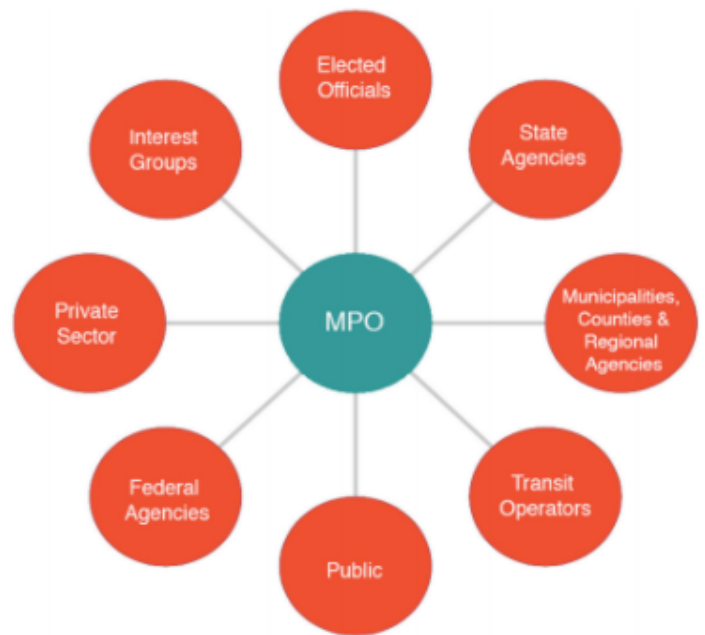 Elected
Officials
State
Agencies
Municipalities,
Counties &
Regional
Agencies
Transit
Operators
Public
Federal
Agencies
Private
Sector
Interest
Groups
MPO